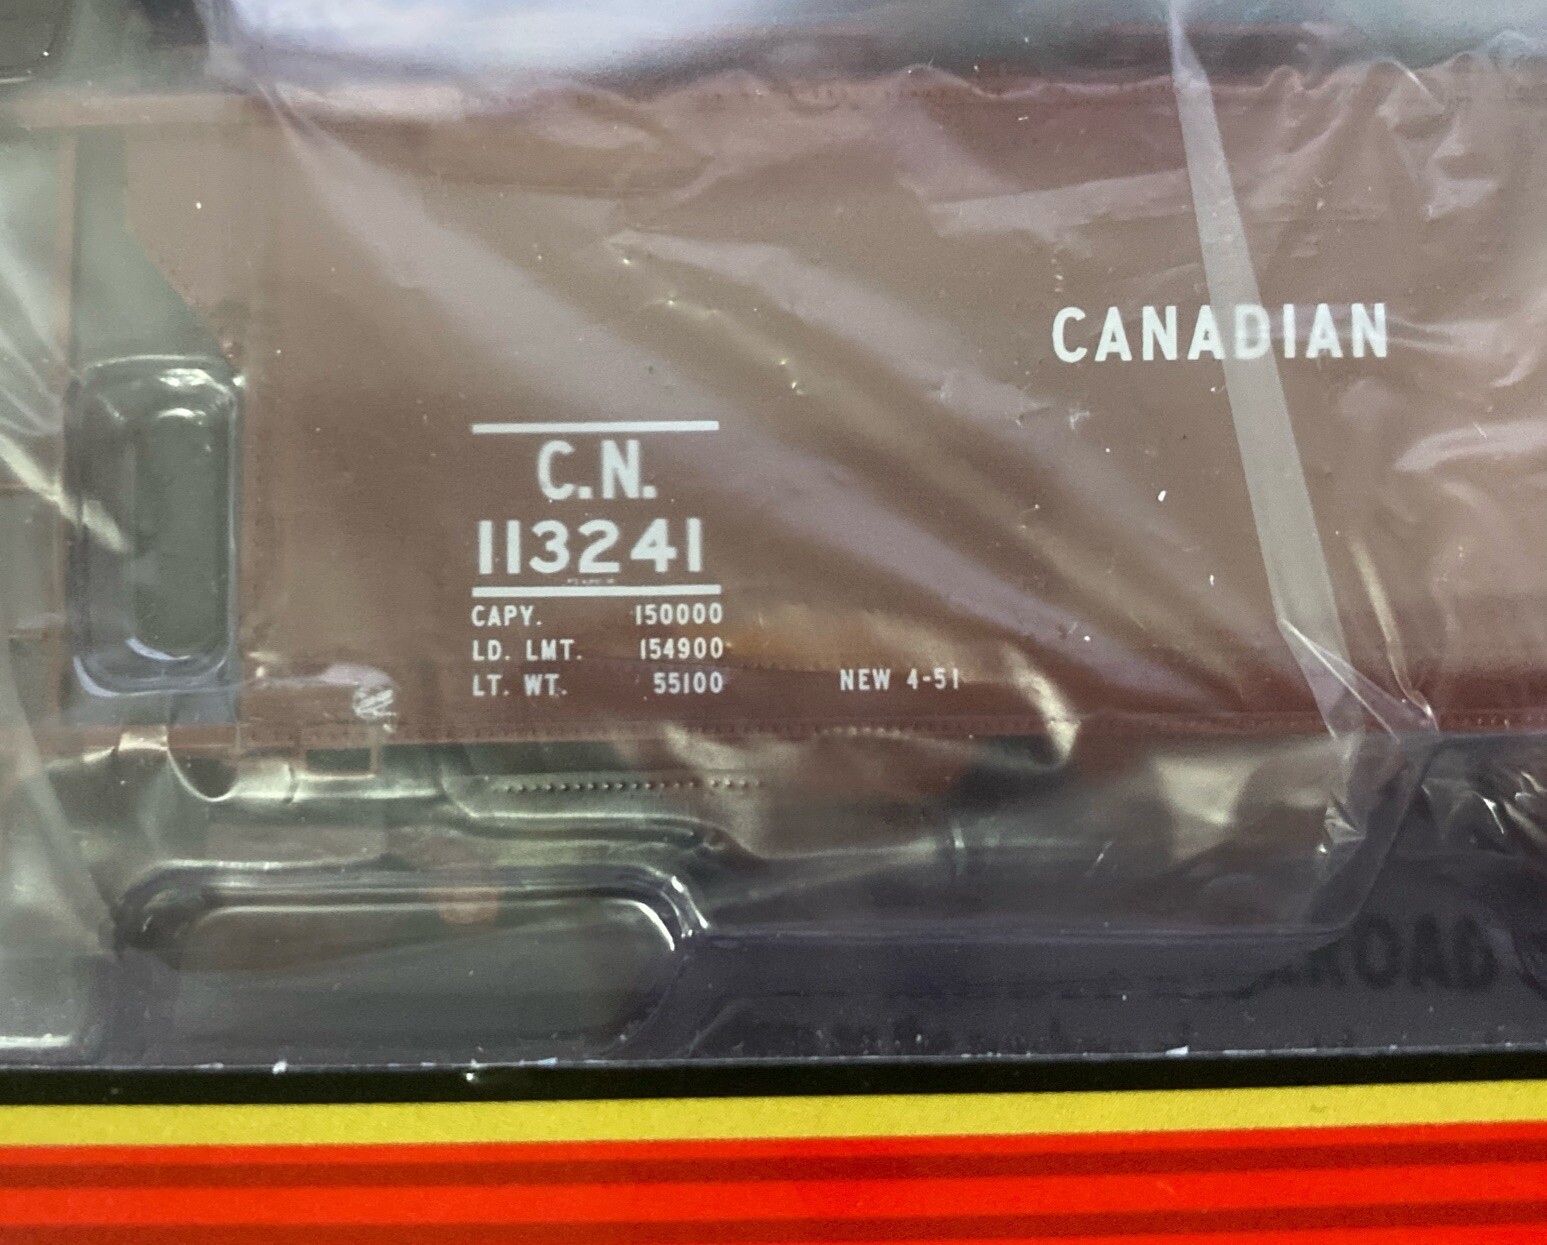 CANADIAN
C.N.
113241
CAPY. 150000
LD. LMT. 154900
LT. WT. 55100
NEW 4-51